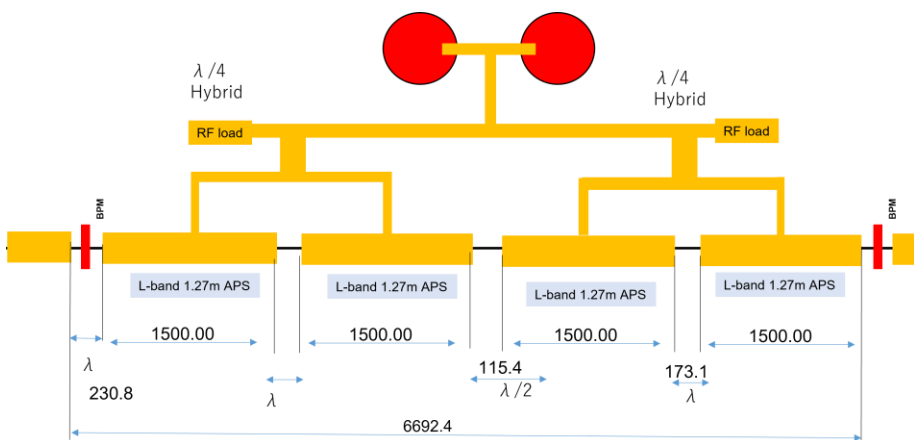 λ/4
Hybrid
λ/4
Hybrid
RF load
RF load
BPM
BPM
L-band 1.27m APS
L-band 1.27m APS
L-band 1.27m APS
L-band 1.27m APS
1500.00
1500.00
1500.00
1500.00
λ
230.8
λ
115.4
λ/2
173.1
λ
6692.4